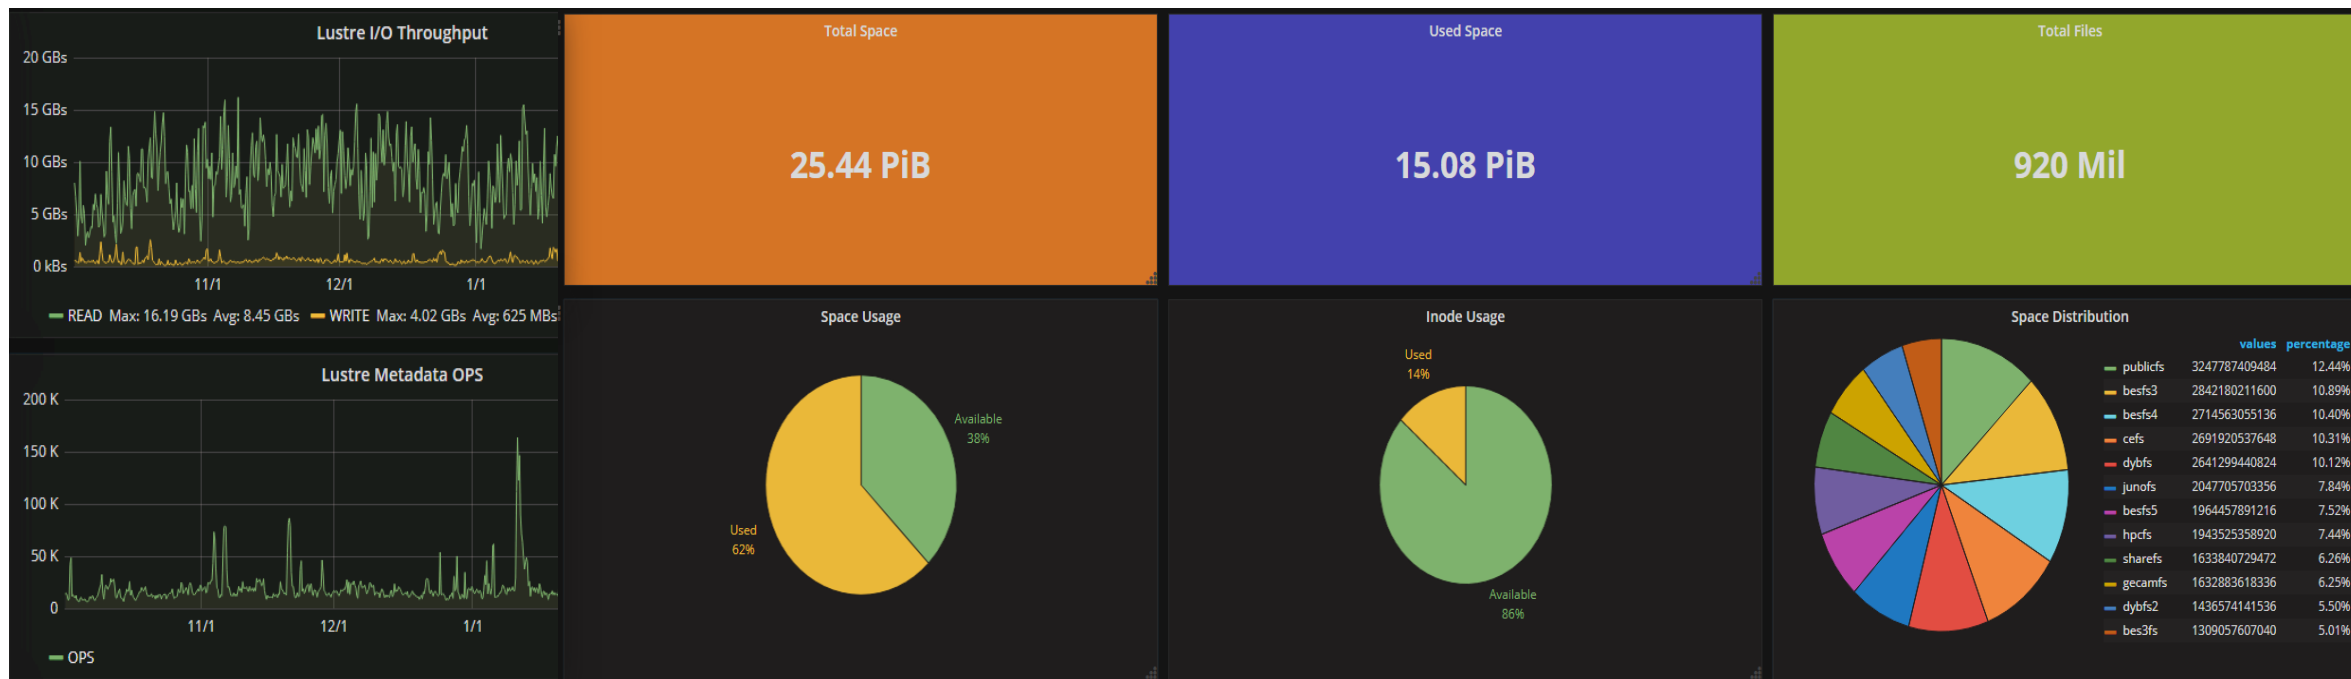 Lustre I/O Throughput
20 GBs
15 GBs
10 GBs
5 GBs
0 kBs
11/1 12/1 1/1
READ Max: 16.19 GBs Avg: 8.45 GBs WRITE Max: 4.02 GBs Avg: 625 MBs
Total Space
25.44 PiB
Used Space
15.08 PiB
Total Files
920 Mil
Lustre Metadata OPS
200 K
150 K
100 K
50 K
0
11/1 12/1 1/1
OPS
Space Usage
Available
38%
Used
62%
Inode Usage
Used
14%
Available
86%
Space Distribution
values percentage
publicfs 3247787409484 12.44%
besfs3 2842180211600 10.89%
besfs4 2714563055136 10.40%
cefs 2691920537648 10.31%
dybfs 2641299440824 10.12%
junofs 2047705703356 7.84%
besfs5 1964457891216 7.52%
hpcfs 1943525358920 7.44%
sharefs 1633840729472 6.26%
gecamfs 1632883618336 6.25%
dybfs2 1436574141536 5.50%
bes3fs 1309057607040 5.01%